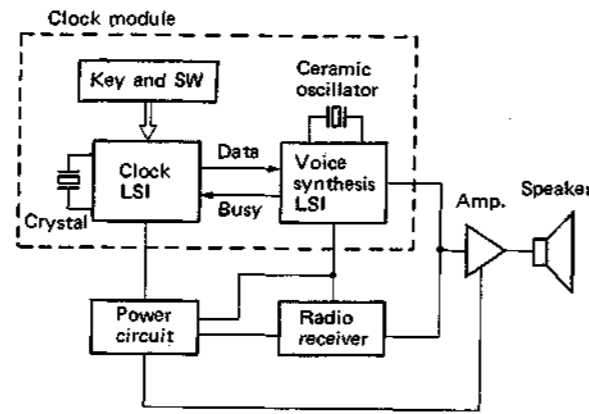 Clock module
Key and SW
Ceramic
oscillator
Clock
LSI
Data
Busy
Voice
synthesis
LSI
Crystal
Amp.
Speaker
Power
circuit
Radio
receiver